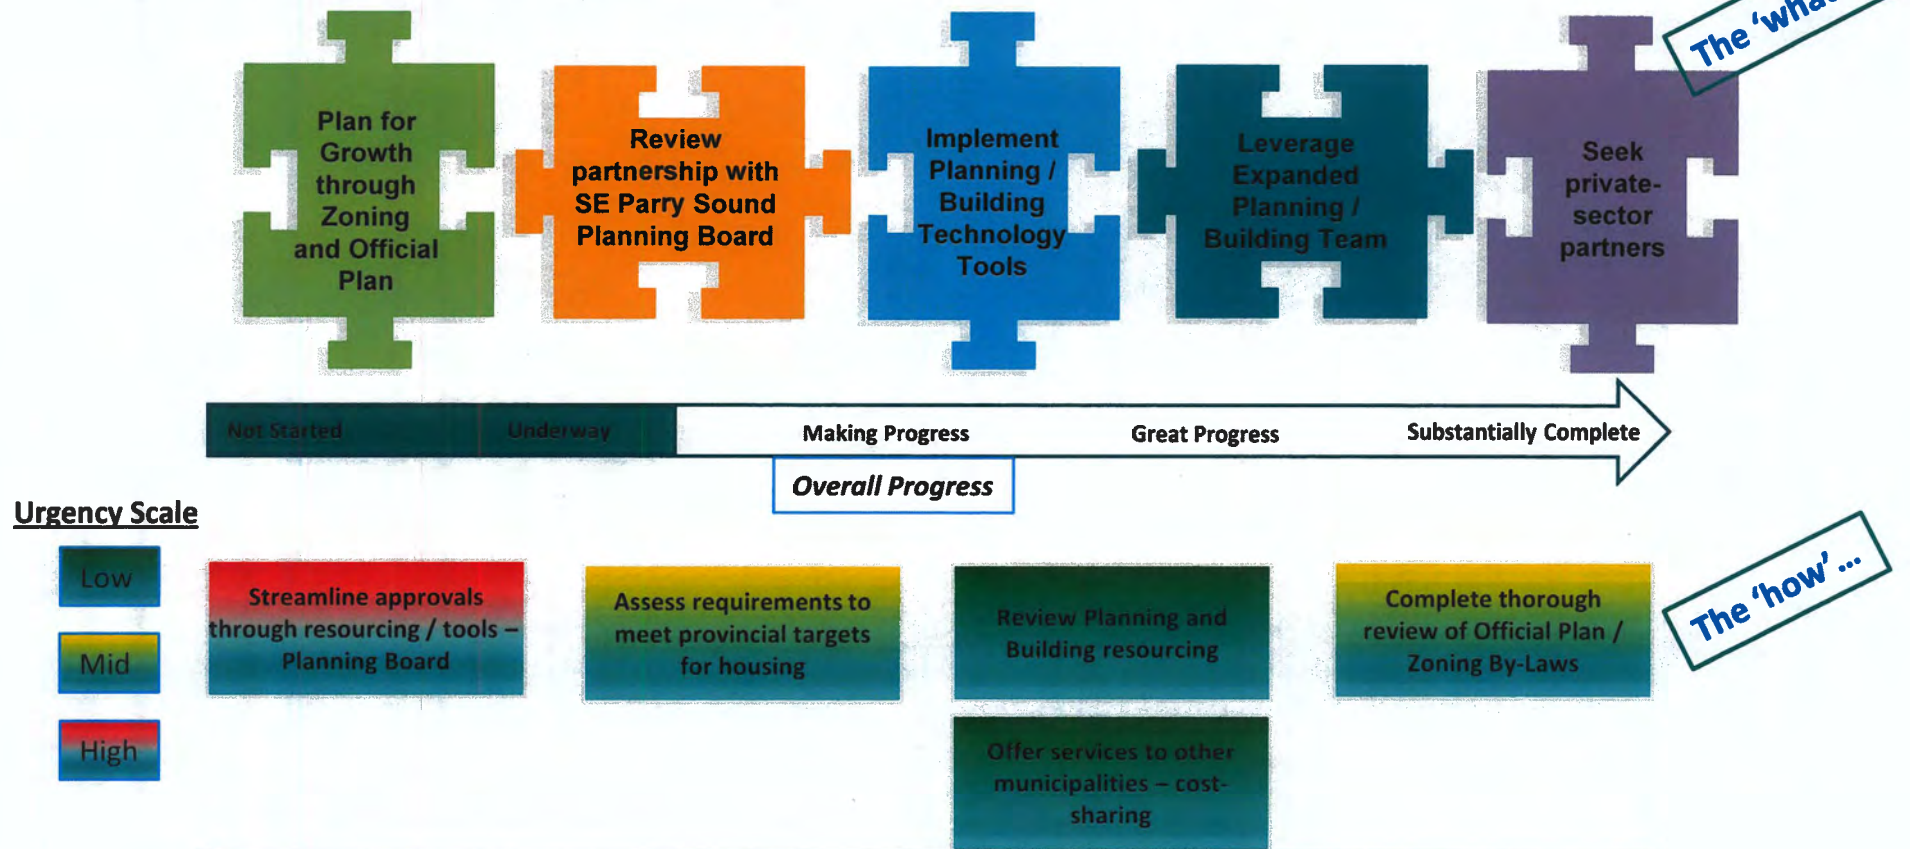 The 'what
Plan for
Growth
through
Zoning
and Official
Plan
Review
partnership with
SE Parry Sound
Planning Board
Implement
Planning /
Building
Technology
Tools
Leverage
Expanded
Planning /
Building Team
Seek
private-
sector
partners
Not Started
Underway
Making Progress
Great Progress
Substantially Complete
Overall Progress
Urgency Scale
Low
Mid
High
Streamline approvals
through resourcing / tools –
Planning Board
Assess requirements to
meet provincial targets
for housing
Review Planning and
Building resourcing
Offer services to other
municipalities – cost-
sharing
Complete thorough
review of Official Plan /
Zoning By-Laws
The 'how' ...